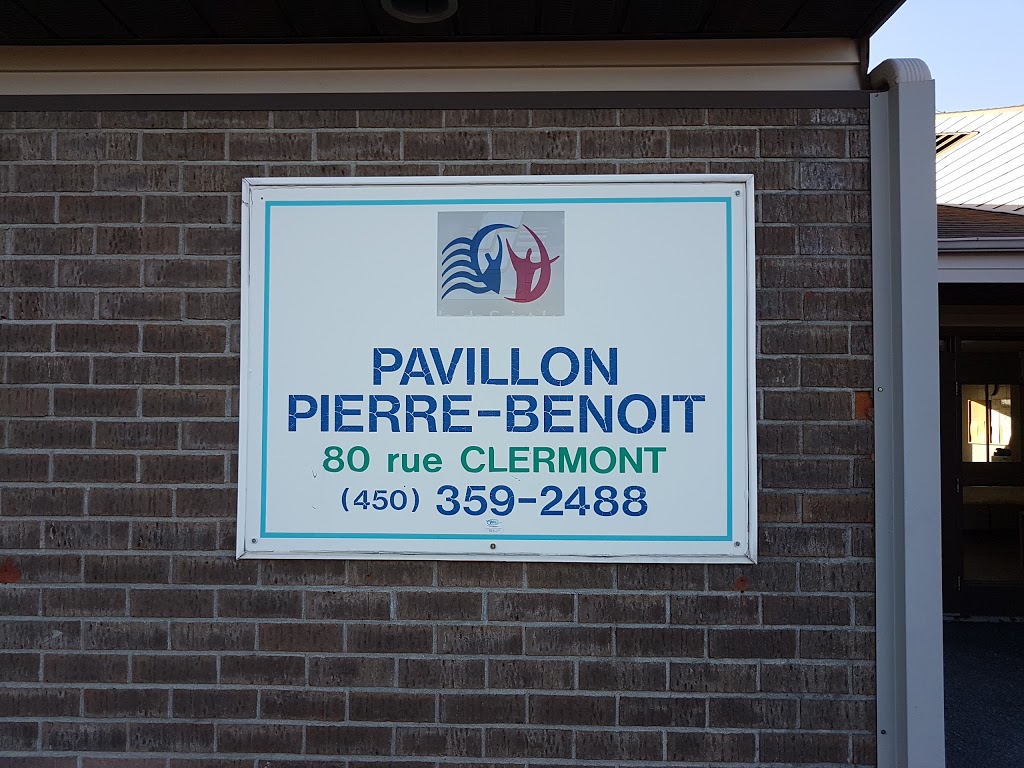 PAVILLON
PIERRE-BENOIT
80 rue CLERMONT
(450) 359-2488